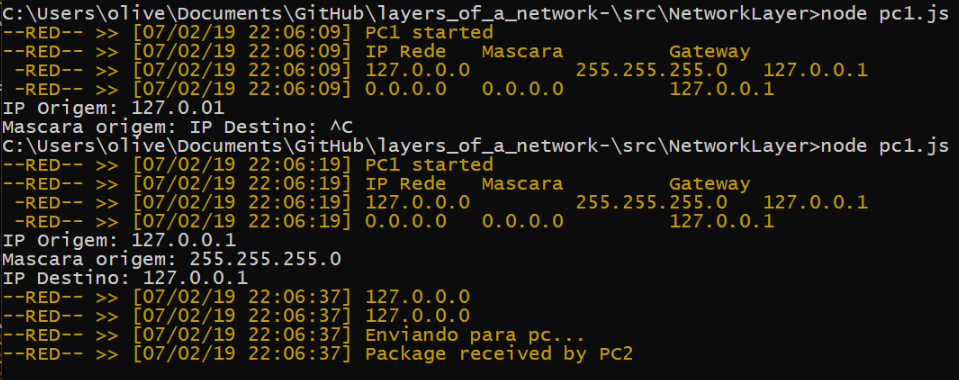 C:\Users\olive\Documents\GitHub\layers_of_a_network-\src\NetworkLayer>node pc1.js
--RED-- >> [07/02/19 22:06:09] PC1 started
--RED-- >> [07/02/19 22:06:09] IP Rede   Mascara         Gateway
 -RED-- >> [07/02/19 22:06:09] 127.0.0.0         255.255.255.0   127.0.0.1
 -RED-- >> [07/02/19 22:06:09] 0.0.0.0   0.0.0.0         127.0.0.1
IP Origem: 127.0.01
Mascara origem: IP Destino: ^C
C:\Users\olive\Documents\GitHub\layers_of_a_network-\src\NetworkLayer>node pc1.js
--RED-- >> [07/02/19 22:06:19] PC1 started
--RED-- >> [07/02/19 22:06:19] IP Rede   Mascara         Gateway
 -RED-- >> [07/02/19 22:06:19] 127.0.0.0         255.255.255.0   127.0.0.1
 -RED-- >> [07/02/19 22:06:19] 0.0.0.0   0.0.0.0         127.0.0.1
IP Origem: 127.0.0.1
Mascara origem: 255.255.255.0
IP Destino: 127.0.0.1
--RED-- >> [07/02/19 22:06:37] 127.0.0.0
--RED-- >> [07/02/19 22:06:37] 127.0.0.0
--RED-- >> [07/02/19 22:06:37] Enviando para pc...
--RED-- >> [07/02/19 22:06:37] Package received by PC2